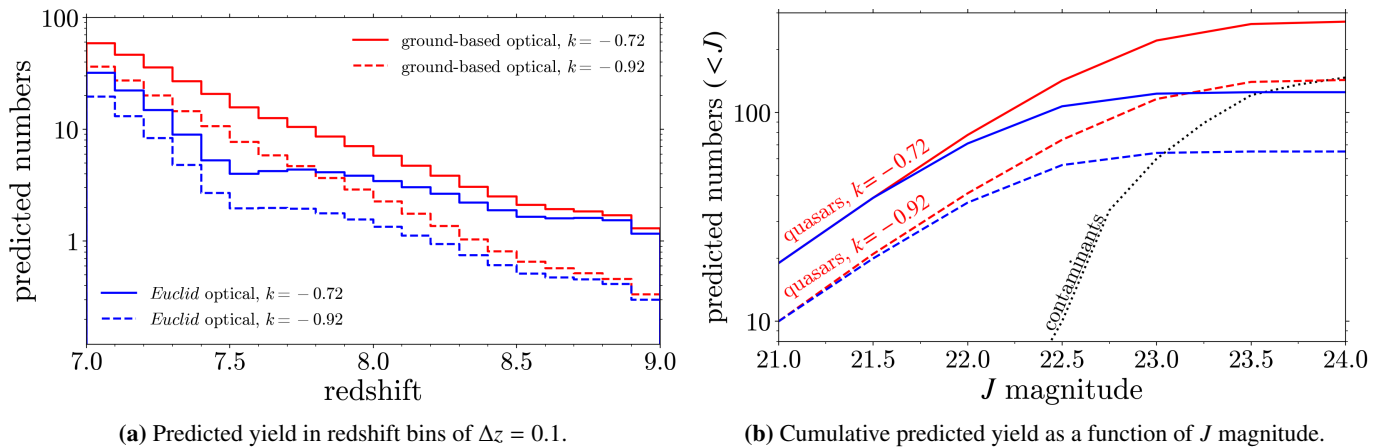 100
10
1
predicted numbers
ground-based optical, k = −0.72
ground-based optical, k = −0.92
Euclid optical, k = −0.72
Euclid optical, k = −0.92
7.0 7.5 8.0 8.5 9.0
redshift
(a) Predicted yield in redshift bins of Δz = 0.1.
100
10
predicted numbers (< J)
quasars, k = −0.72
quasars, k = −0.92
contaminants
21.0 21.5 22.0 22.5 23.0 23.5 24.0
J magnitude
(b) Cumulative predicted yield as a function of J magnitude.